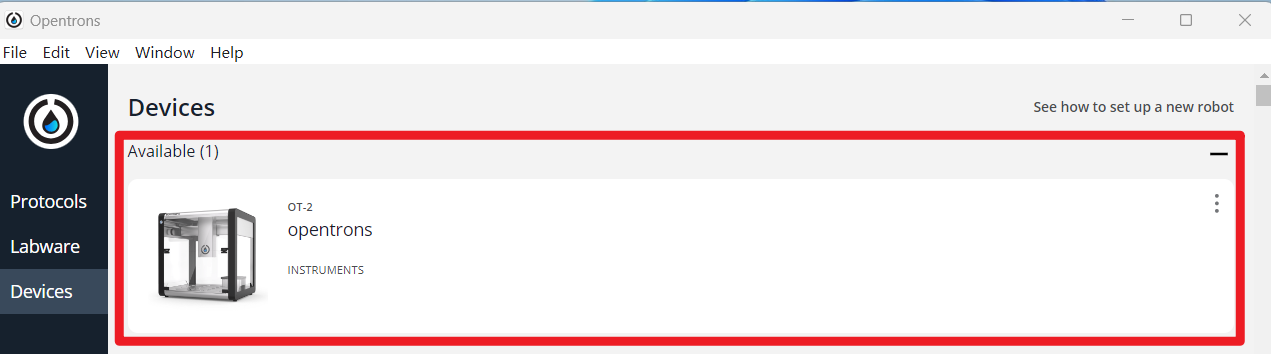 Opentrons
File Edit View Window Help
Devices
See how to set up a new robot
Available (1)
Protocols
Labware
Devices
OT-2
opentrons
INSTRUMENTS